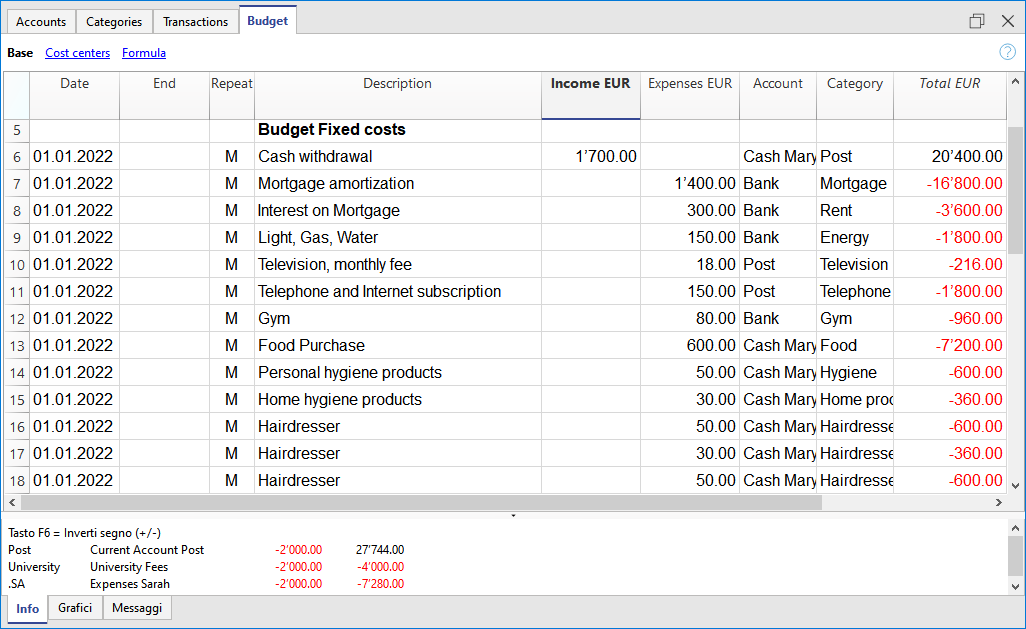 Accounts Categories Transactions Budget
Base Cost centers Formula
Date End Repeat Description Income EUR Expenses EUR Account Category Total EUR
5 Budget Fixed costs
6 01.01.2022 M Cash withdrawal 1’700.00 Cash Mary Post 20’400.00
7 01.01.2022 M Mortgage amortization 1’400.00 Bank Mortgage -16’800.00
8 01.01.2022 M Interest on Mortgage 300.00 Bank Rent -3’600.00
9 01.01.2022 M Light, Gas, Water 150.00 Bank Energy -1’800.00
10 01.01.2022 M Television, monthly fee 18.00 Post Television -216.00
11 01.01.2022 M Telephone and Internet subscription 150.00 Post Telephone -1’800.00
12 01.01.2022 M Gym 80.00 Bank Gym -960.00
13 01.01.2022 M Food Purchase 600.00 Cash Mary Food -7’200.00
14 01.01.2022 M Personal hygiene products 50.00 Cash Mary Hygiene -600.00
15 01.01.2022 M Home hygiene products 30.00 Cash Mary Home proc -360.00
16 01.01.2022 M Hairdresser 50.00 Cash Mary Hairdresse -600.00
17 01.01.2022 M Hairdresser 30.00 Cash Mary Hairdresse -360.00
18 01.01.2022 M Hairdresser 50.00 Cash Mary Hairdresse -600.00
Tasto F6 = Inverti segno (+/-)
Post Current Account Post -2’000.00 27’744.00
University University Fees -2’000.00 -4’000.00
.SA Expenses Sarah -2’000.00 -7’280.00
Info Grafici Messaggi